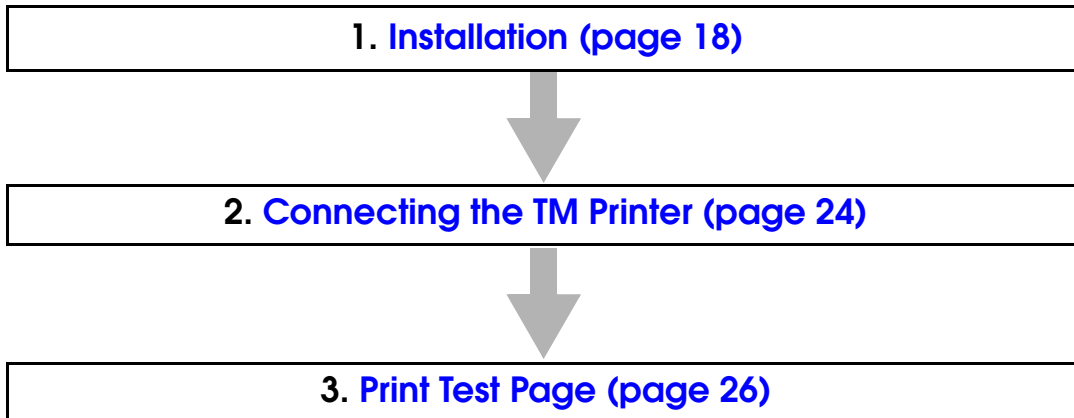 1. Installation (page 18)
2. Connecting the TM Printer (page 24)
3. Print Test Page (page 26)